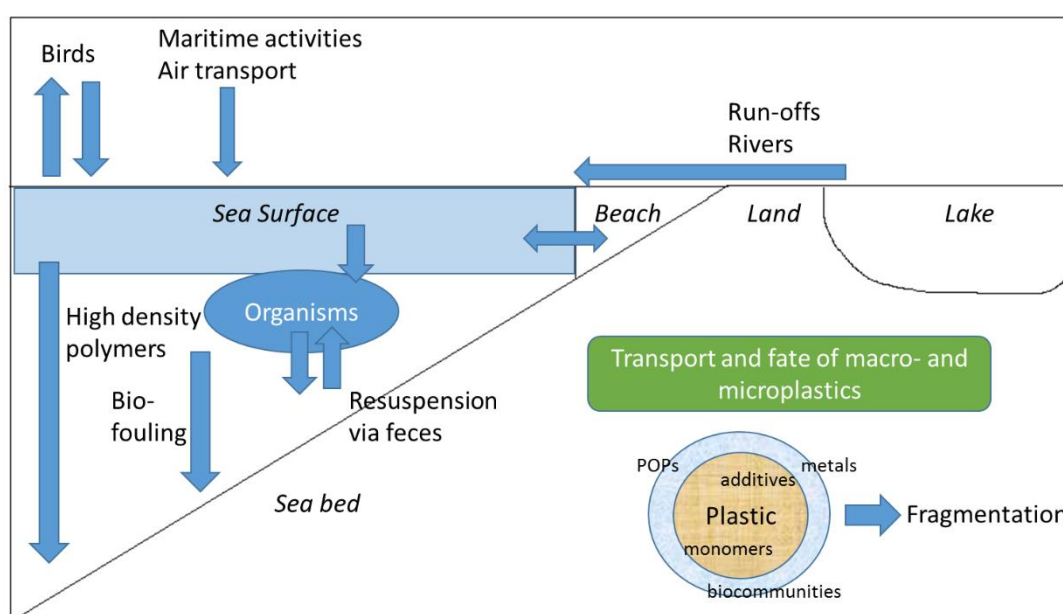 Birds
Maritime activities
Air transport
Run-offs
Rivers
Sea Surface
Beach
Land
Lake
High density
polymers
Organisms
Bio-
fouling
Resuspension
via feces
Sea bed
Transport and fate of macro- and
microplastics
POPs
metals
additives
Plastic
monomers
biocommunities
Fragmentation